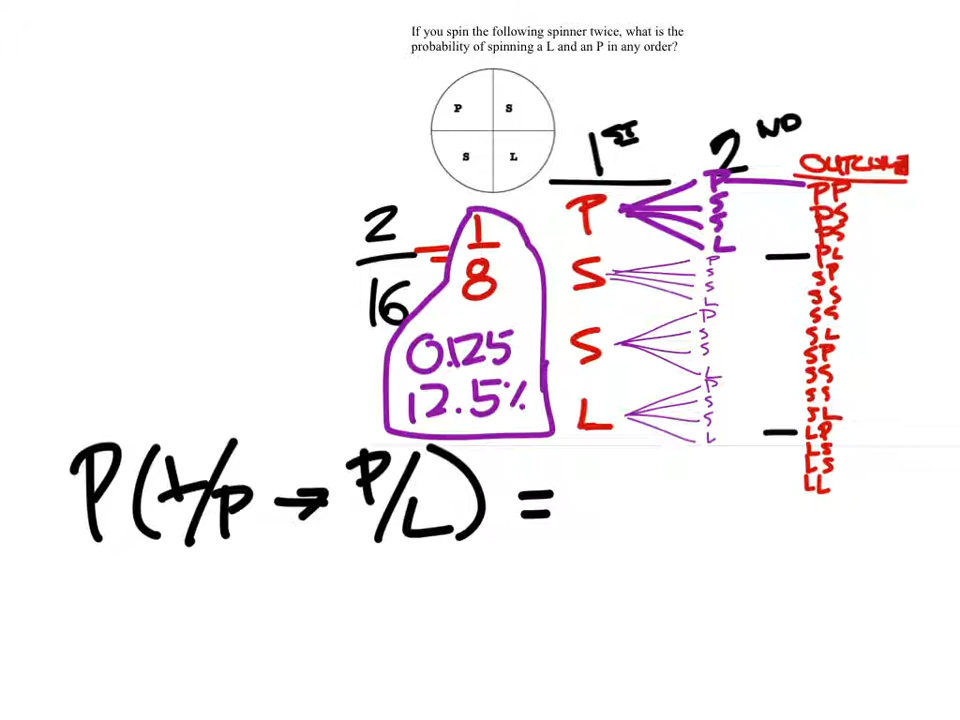 If you spin the following spinner twice, what is the
probability of spinning a L and an P in any order?
P S
S L
1ST 2ND OUTCOME
2/16 = 1/8
0.125
12.5%
P P PP
S PS
S PS
L PL
S P SP
S SS
S SS
L SL
S P SP
S SS
S SS
L SL
L P LP
S LS
S LS
L LL
P(L/P → P/L) =